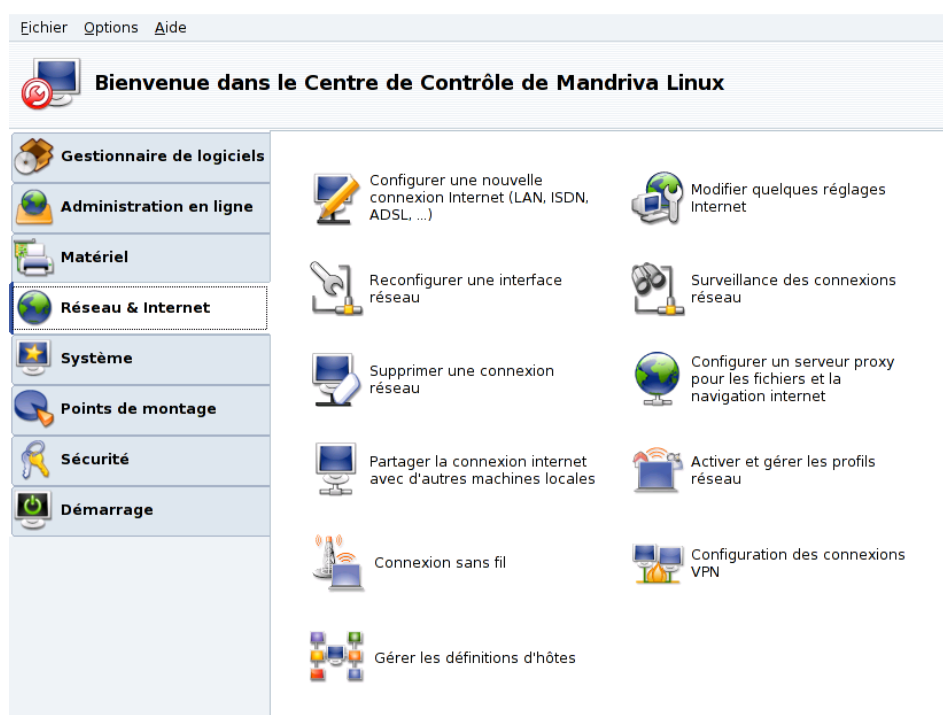 Fichier Options Aide
Bienvenue dans le Centre de Contrôle de Mandriva Linux
Gestionnaire de logiciels
Administration en ligne
Matériel
Réseau & Internet
Système
Points de montage
Sécurité
Démarrage
Configurer une nouvelle
connexion Internet (LAN, ISDN,
ADSL, ...)
Modifier quelques réglages
Internet
Reconfigurer une interface
réseau
Surveillance des connexions
réseau
Supprimer une connexion
réseau
Configurer un serveur proxy
pour les fichiers et la
navigation internet
Partager la connexion internet
avec d'autres machines locales
Activer et gérer les profils
réseau
Connexion sans fil
Configuration des connexions
VPN
Gérer les définitions d'hôtes